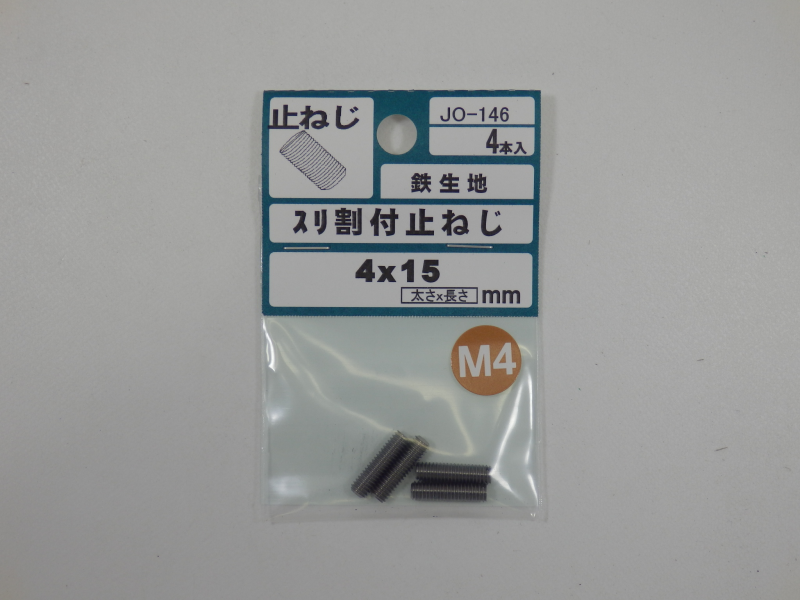 止ねじ
JO-146
4本入
鉄生地
ｽﾘ割付止ねじ
4x15
太さx長さ mm
M4